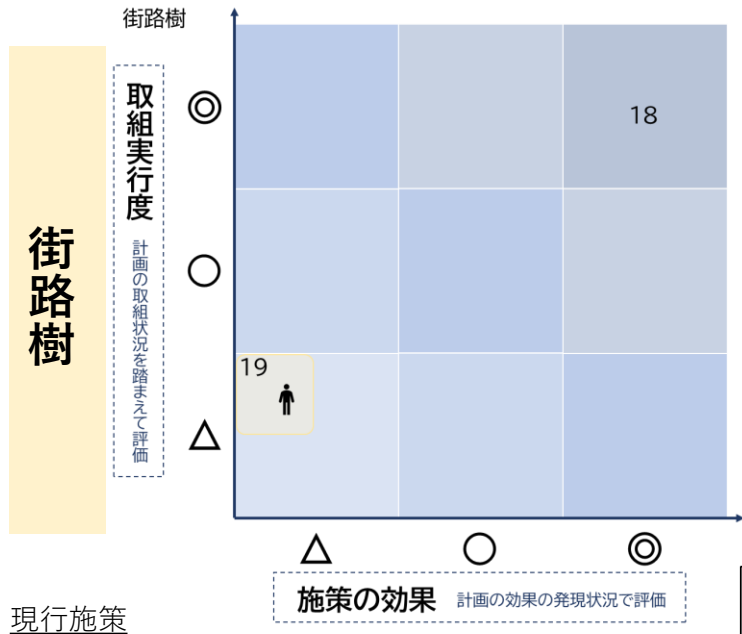 街路樹
街路樹
取組実行度
計画の取組状況を踏まえて評価
◎
○
△
18
19
△
○
◎
施策の効果 計画の効果の発現状況で評価
現行施策